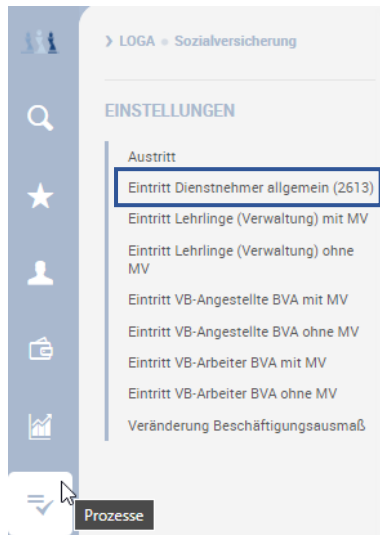 ❯ LOGA • Sozialversicherung
EINSTELLUNGEN
Austritt
Eintritt Dienstnehmer allgemein (2613)
Eintritt Lehrlinge (Verwaltung) mit MV
Eintritt Lehrlinge (Verwaltung) ohne
MV
Eintritt VB-Angestellte BVA mit MV
Eintritt VB-Angestellte BVA ohne MV
Eintritt VB-Arbeiter BVA mit MV
Eintritt VB-Arbeiter BVA ohne MV
Veränderung Beschäftigungsausmaß
Prozesse